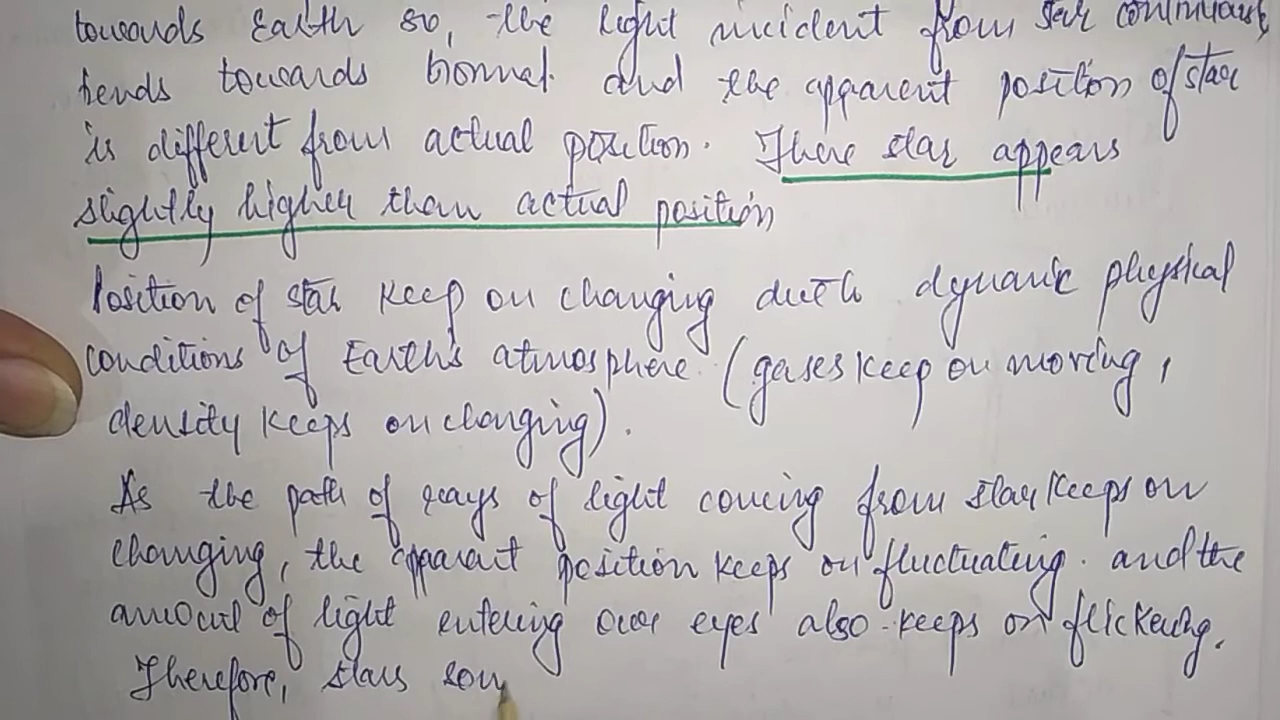 towards Earth so, the light incident from star continuously
bends towards normal and the apparent position of star
is different from actual position. There star appears
slightly higher than actual position
Position of star keep on changing due to dynamic physical
conditions of Earth's atmosphere (gases keep on moving,
density keeps on changing).
As the path of rays of light coming from star keeps on
changing, the apparent position keeps on fluctuating. and the
amount of light entering our eyes also keeps on flickering.
Therefore, stars som